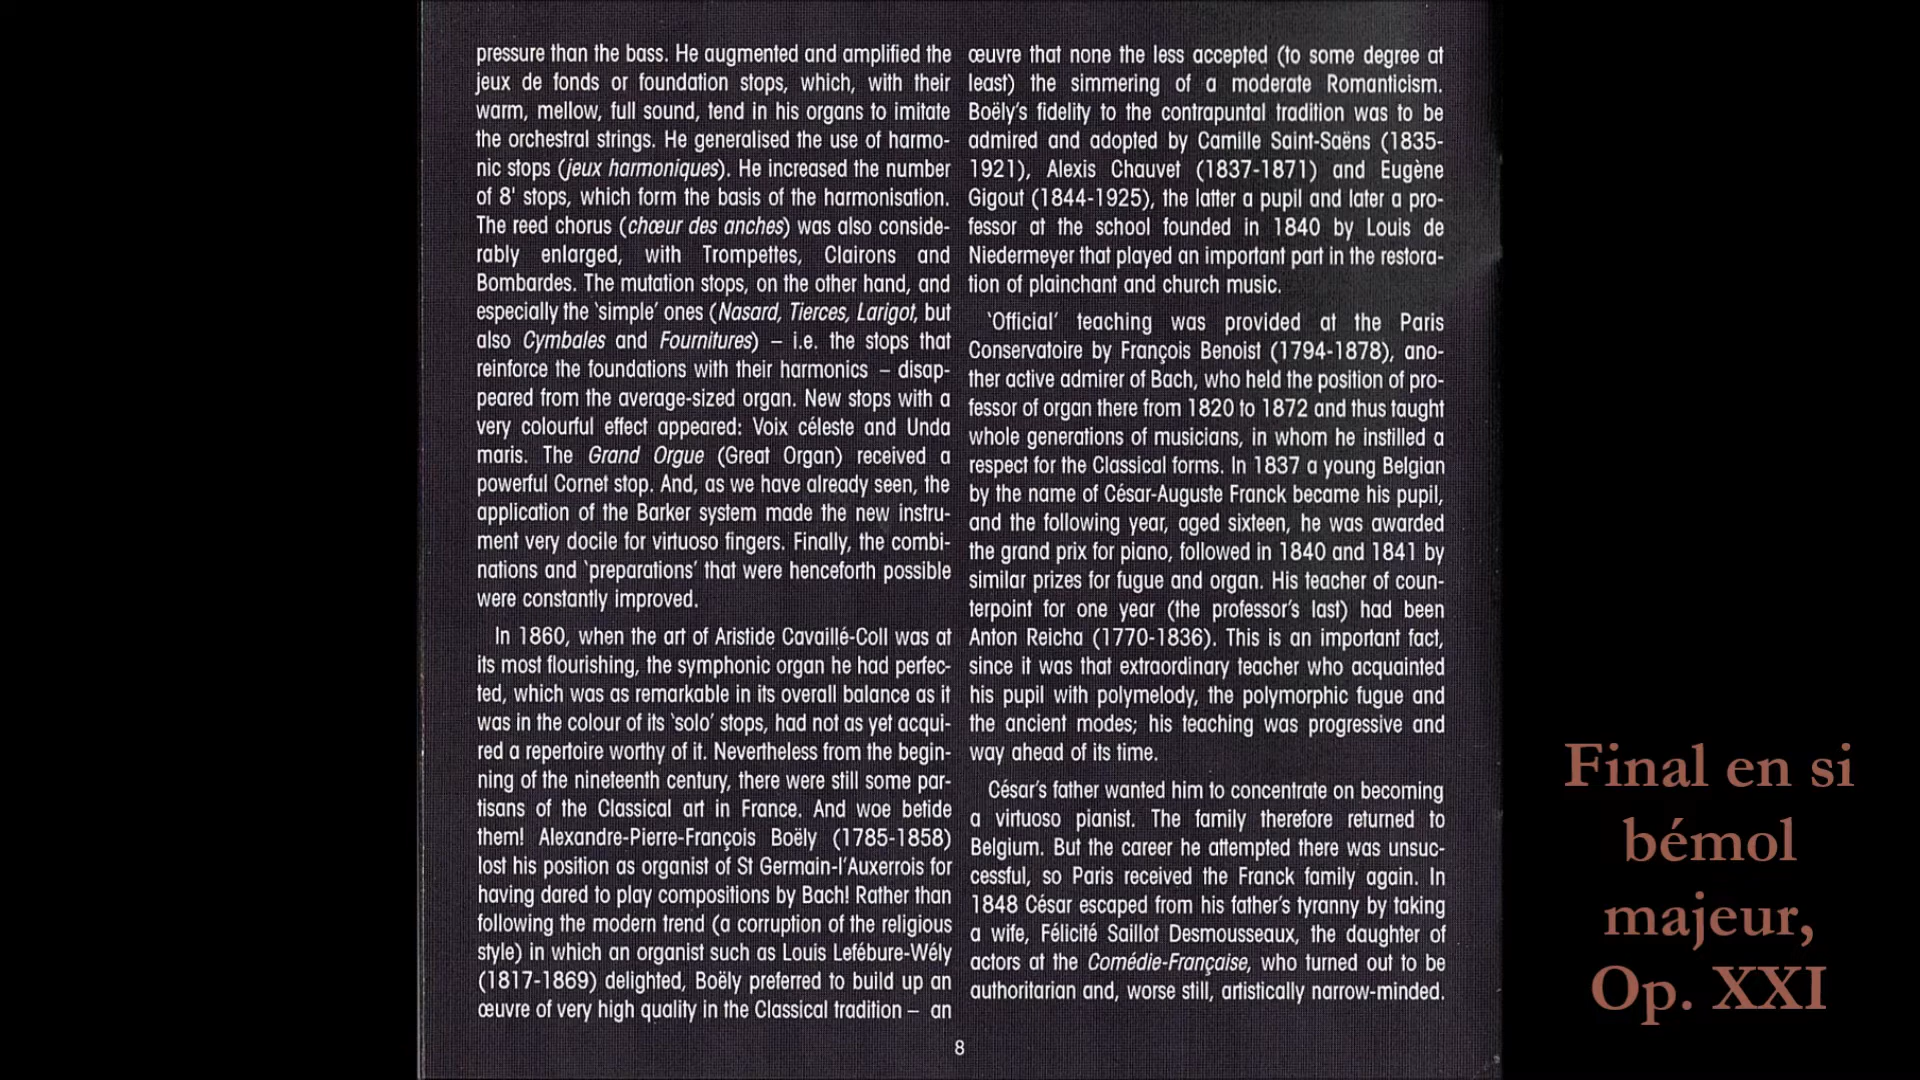 pressure than the bass. He augmented and amplified the
jeux de fonds or foundation stops, which, with their
warm, mellow, full sound, tend in his organs to imitate
the orchestral strings. He generalised the use of harmo-
nic stops (jeux harmoniques). He increased the number
of 8' stops, which form the basis of the harmonisation.
The reed chorus (chœur des anches) was also conside-
rably enlarged, with Trompettes, Clairons and
Bombardes. The mutation stops, on the other hand, and
especially the 'simple' ones (Nasard, Tierces, Larigot, but
also Cymbales and Fournitures) – i.e. the stops that
reinforce the foundations with their harmonics – disap-
peared from the average-sized organ. New stops with a
very colourful effect appeared: Voix céleste and Unda
maris. The Grand Orgue (Great Organ) received a
powerful Cornet stop. And, as we have already seen, the
application of the Barker system made the new instru-
ment very docile for virtuoso fingers. Finally, the combi-
nations and 'preparations' that were henceforth possible
were constantly improved.
In 1860, when the art of Aristide Cavaillé-Coll was at
its most flourishing, the symphonic organ he had perfec-
ted, which was as remarkable in its overall balance as it
was in the colour of its 'solo' stops, had not as yet acqui-
red a repertoire worthy of it. Nevertheless from the begin-
ning of the nineteenth century, there were still some par-
tisans of the Classical art in France. And woe betide
them! Alexandre-Pierre-François Boëly (1785-1858)
lost his position as organist of St Germain-l'Auxerrois for
having dared to play compositions by Bach! Rather than
following the modern trend (a corruption of the religious
style) in which an organist such as Louis Lefébure-Wély
(1817-1869) delighted, Boëly preferred to build up an
œuvre of very high quality in the Classical tradition – an
œuvre that none the less accepted (to some degree at
least) the simmering of a moderate Romanticism.
Boëly's fidelity to the contrapuntal tradition was to be
admired and adopted by Camille Saint-Saëns (1835-
1921), Alexis Chauvet (1837-1871) and Eugène
Gigout (1844-1925), the latter a pupil and later a pro-
fessor at the school founded in 1840 by Louis de
Niedermeyer that played an important part in the restora-
tion of plainchant and church music.
'Official' teaching was provided at the Paris
Conservatoire by François Benoist (1794-1878), ano-
ther active admirer of Bach, who held the position of pro-
fessor of organ there from 1820 to 1872 and thus taught
whole generations of musicians, in whom he instilled a
respect for the Classical forms. In 1837 a young Belgian
by the name of César-Auguste Franck became his pupil,
and the following year, aged sixteen, he was awarded
the grand prix for piano, followed in 1840 and 1841 by
similar prizes for fugue and organ. His teacher of coun-
terpoint for one year (the professor's last) had been
Anton Reicha (1770-1836). This is an important fact,
since it was that extraordinary teacher who acquainted
his pupil with polymelody, the polymorphic fugue and
the ancient modes; his teaching was progressive and
way ahead of its time.
César's father wanted him to concentrate on becoming
a virtuoso pianist. The family therefore returned to
Belgium. But the career he attempted there was unsuc-
cessful, so Paris received the Franck family again. In
1848 César escaped from his father's tyranny by taking
a wife, Félicité Saillot Desmousseaux, the daughter of
actors at the Comédie-Française, who turned out to be
authoritarian and, worse still, artistically narrow-minded.
8
Final en si
bémol
majeur,
Op. XXI